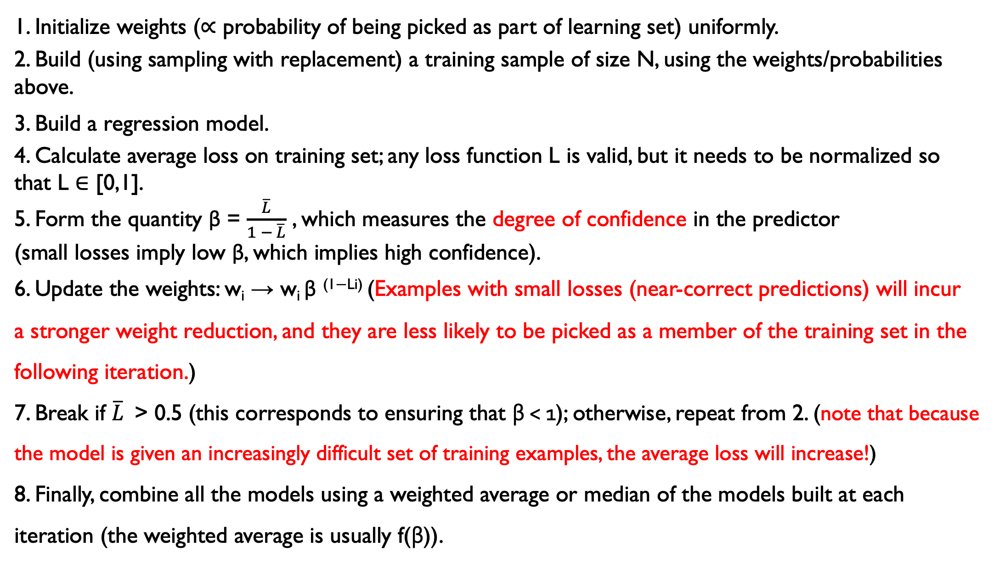 1. Initialize weights (∝ probability of being picked as part of learning set) uniformly.
2. Build (using sampling with replacement) a training sample of size N, using the weights/probabilities
above.
3. Build a regression model.
4. Calculate average loss on training set; any loss function L is valid, but it needs to be normalized so
that L ∈ [0,1].
5. Form the quantity β = L̄ / (1 − L̄) , which measures the degree of confidence in the predictor
(small losses imply low β, which implies high confidence).
6. Update the weights: wᵢ → wᵢ β ^(1−Li) (Examples with small losses (near-correct predictions) will incur
a stronger weight reduction, and they are less likely to be picked as a member of the training set in the
following iteration.)
7. Break if L̄ > 0.5 (this corresponds to ensuring that β < 1); otherwise, repeat from 2. (note that because
the model is given an increasingly difficult set of training examples, the average loss will increase!)
8. Finally, combine all the models using a weighted average or median of the models built at each
iteration (the weighted average is usually f(β)).